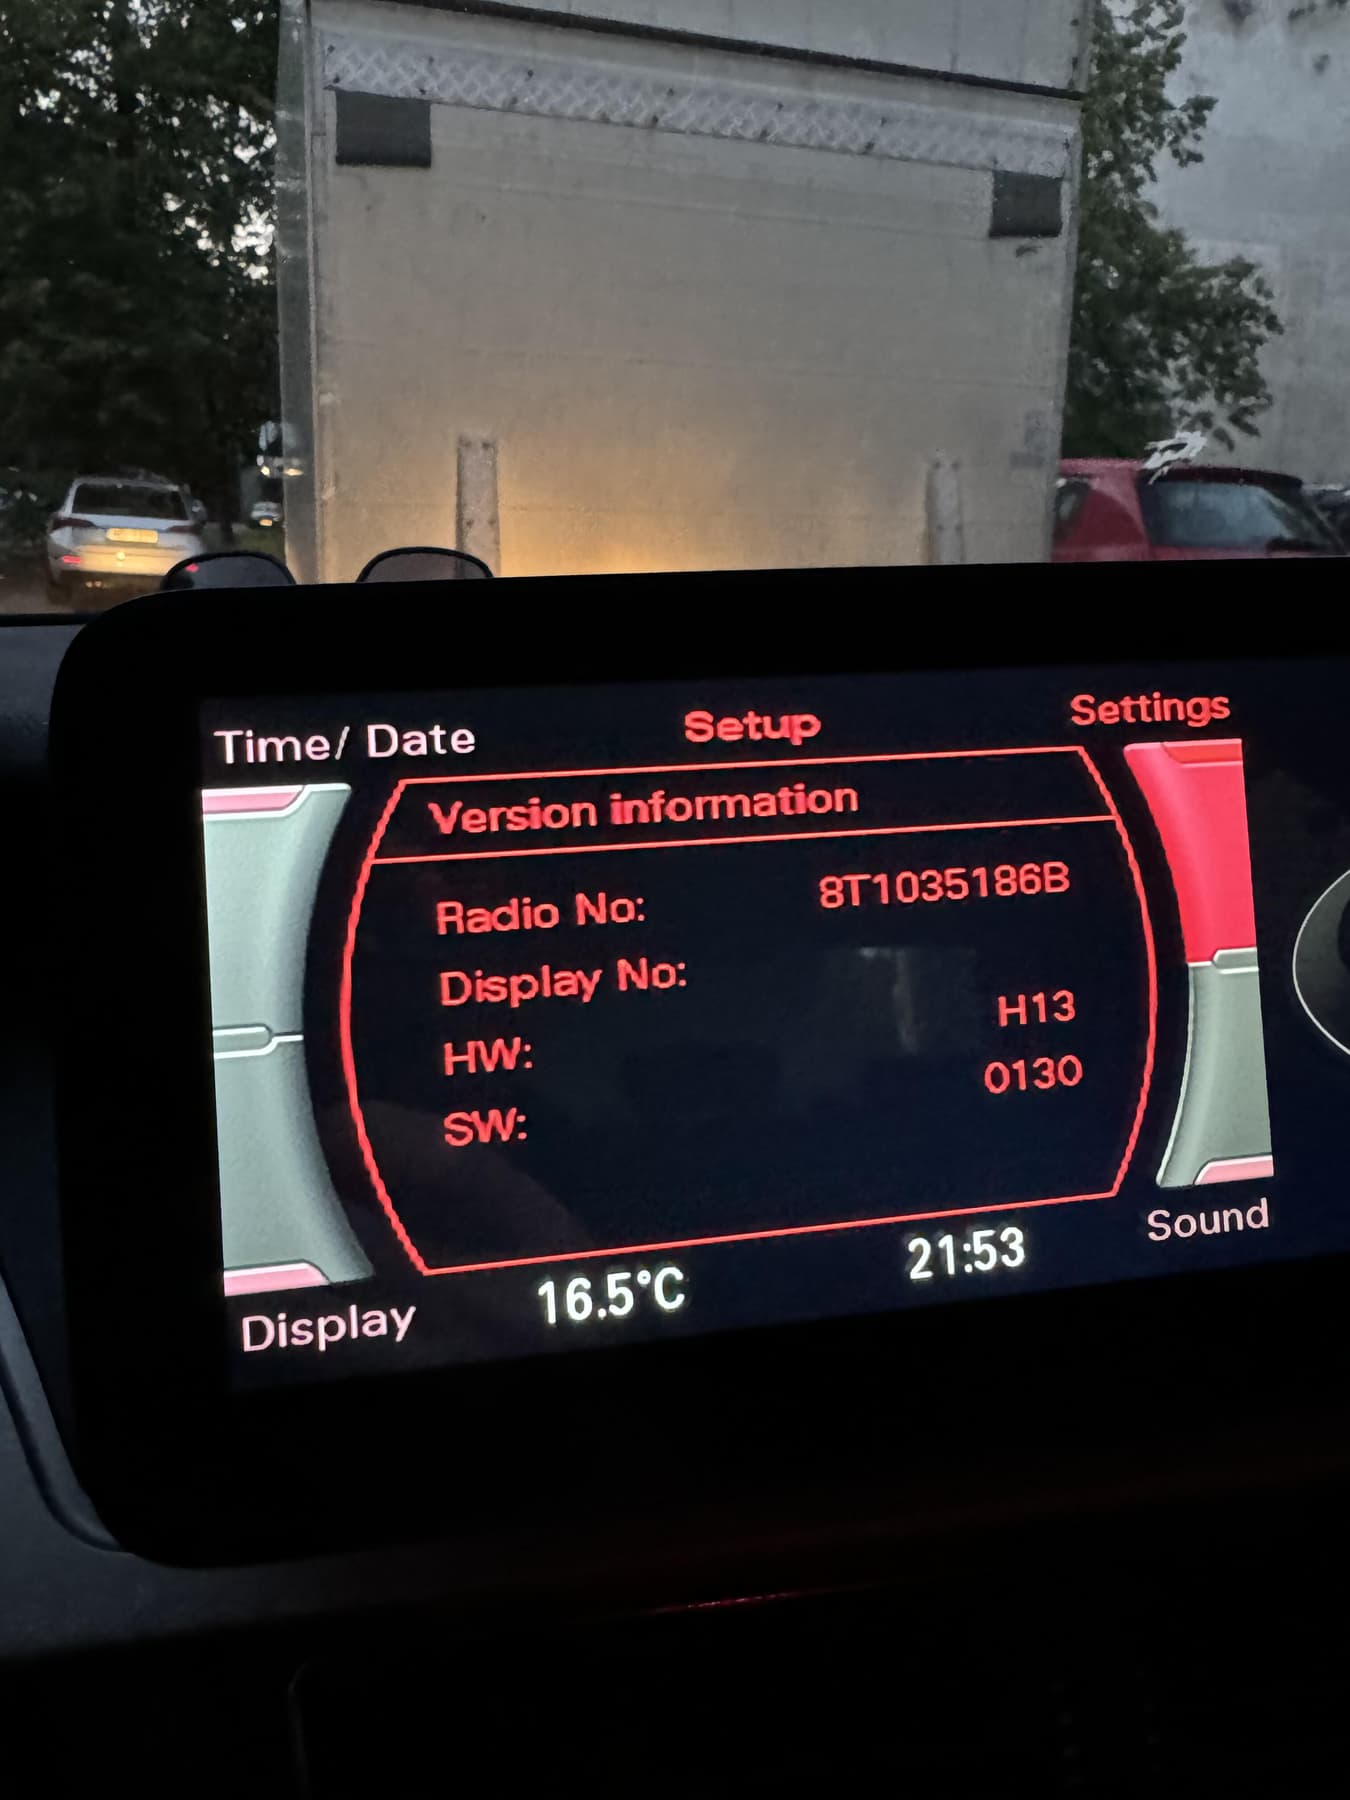 Time/ Date
Setup
Settings
Version information
Radio No: 8T1035186B
Display No:
HW: H13
SW: 0130
16.5°C
21:53
Display
Sound